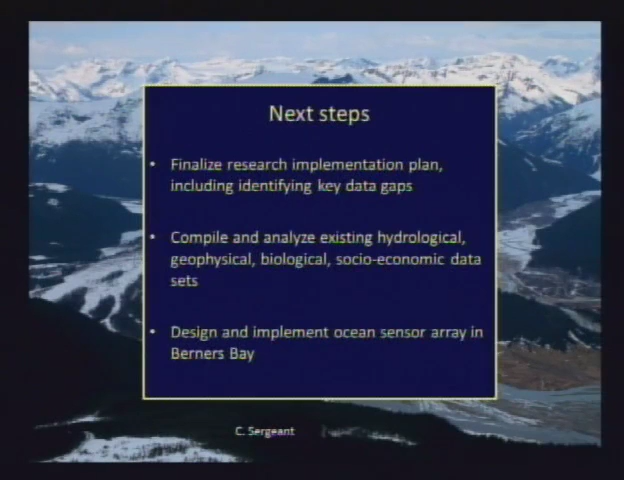 Next steps
• Finalize research implementation plan,
including identifying key data gaps
• Compile and analyze existing hydrological,
geophysical, biological, socio-economic data
sets
• Design and implement ocean sensor array in
Berners Bay
C. Sergeant